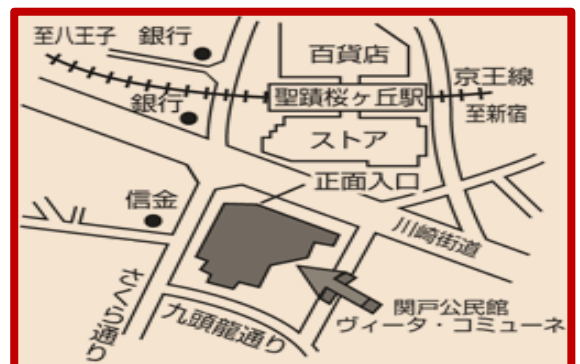 至八王子
銀行
百貨店
京王線
銀行
聖蹟桜ヶ丘駅
至新宿
ストア
正面入口
信金
川崎街道
さくら通り
九頭龍通り
関戸公民館
ヴィータ・コミューネ